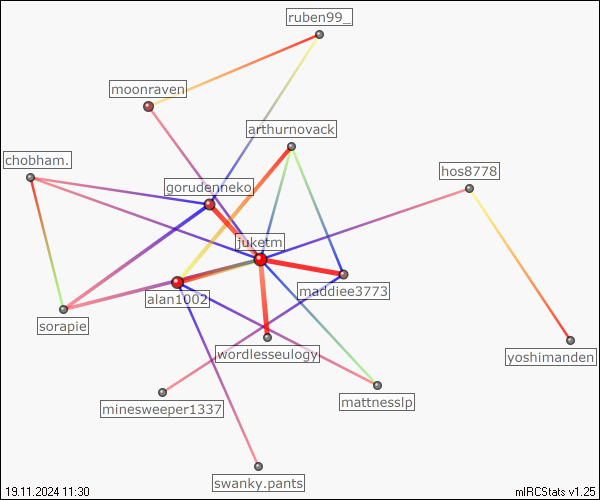 ruben99_
moonraven
arthurnovack
chobham.
hos8778
gorudenneko
juketm
maddiee3773
alan1002
sorapie
wordlesseulogy
yoshimanden
minesweeper1337
mattnesslp
swanky.pants
19.11.2024 11:30
mIRCStats v1.25